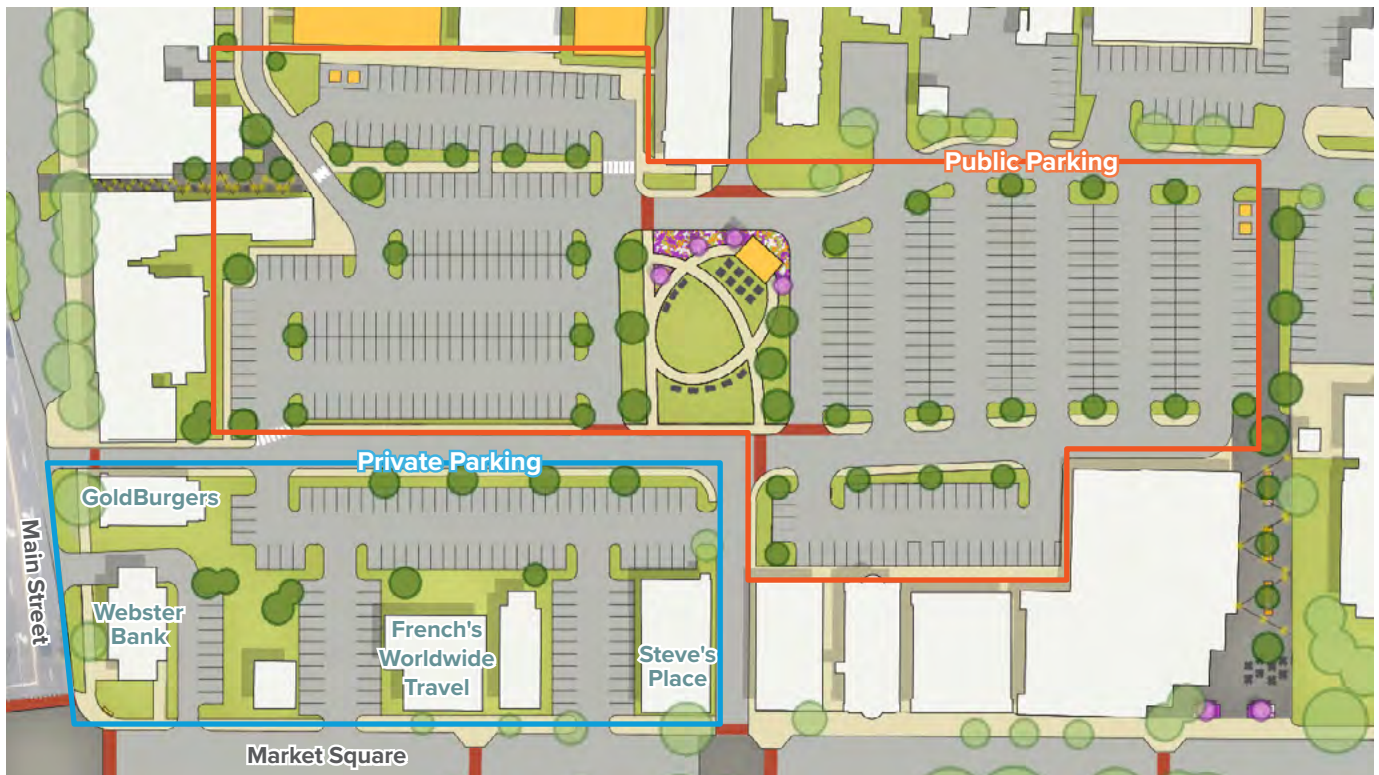 Public Parking
Private Parking
GoldBurgers
Main Street
Webster
Bank
French's
Worldwide
Travel
Steve's
Place
Market Square